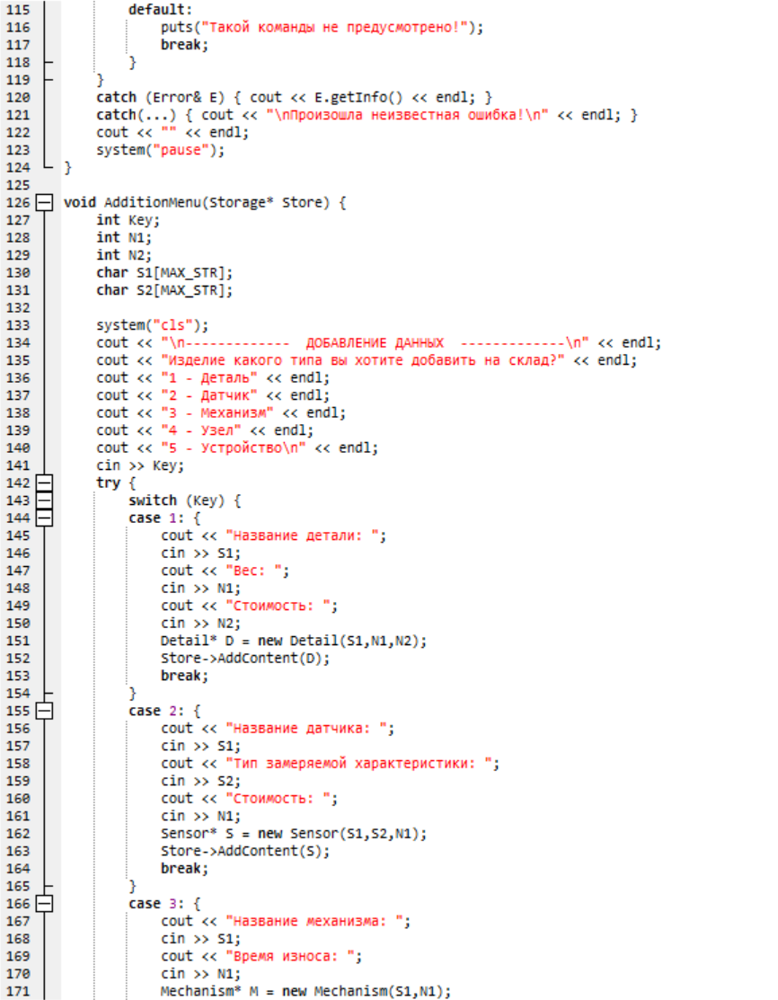 115 default:
116 puts("Такой команды не предусмотрено!");
117 break;
118 }
119 }
120 catch (Error& E) { cout << E.getInfo() << endl; }
121 catch(...) { cout << "\nПроизошла неизвестная ошибка!\n" << endl; }
122 cout << "" << endl;
123 system("pause");
124 }
125
126 void AdditionMenu(Storage* Store) {
127 int Key;
128 int N1;
129 int N2;
130 char S1[MAX_STR];
131 char S2[MAX_STR];
132
133 system("cls");
134 cout << "\n------------- ДОБАВЛЕНИЕ ДАННЫХ -------------\n" << endl;
135 cout << "Изделие какого типа вы хотите добавить на склад?" << endl;
136 cout << "1 - Деталь" << endl;
137 cout << "2 - Датчик" << endl;
138 cout << "3 - Механизм" << endl;
139 cout << "4 - Узел" << endl;
140 cout << "5 - Устройство\n" << endl;
141 cin >> Key;
142 try {
143 switch (Key) {
144 case 1: {
145 cout << "Название детали: ";
146 cin >> S1;
147 cout << "Вес: ";
148 cin >> N1;
149 cout << "Стоимость: ";
150 cin >> N2;
151 Detail* D = new Detail(S1,N1,N2);
152 Store->AddContent(D);
153 break;
154 }
155 case 2: {
156 cout << "Название датчика: ";
157 cin >> S1;
158 cout << "Тип замеряемой характеристики: ";
159 cin >> S2;
160 cout << "Стоимость: ";
161 cin >> N1;
162 Sensor* S = new Sensor(S1,S2,N1);
163 Store->AddContent(S);
164 break;
165 }
166 case 3: {
167 cout << "Название механизма: ";
168 cin >> S1;
169 cout << "Время износа: ";
170 cin >> N1;
171 Mechanism* M = new Mechanism(S1,N1);